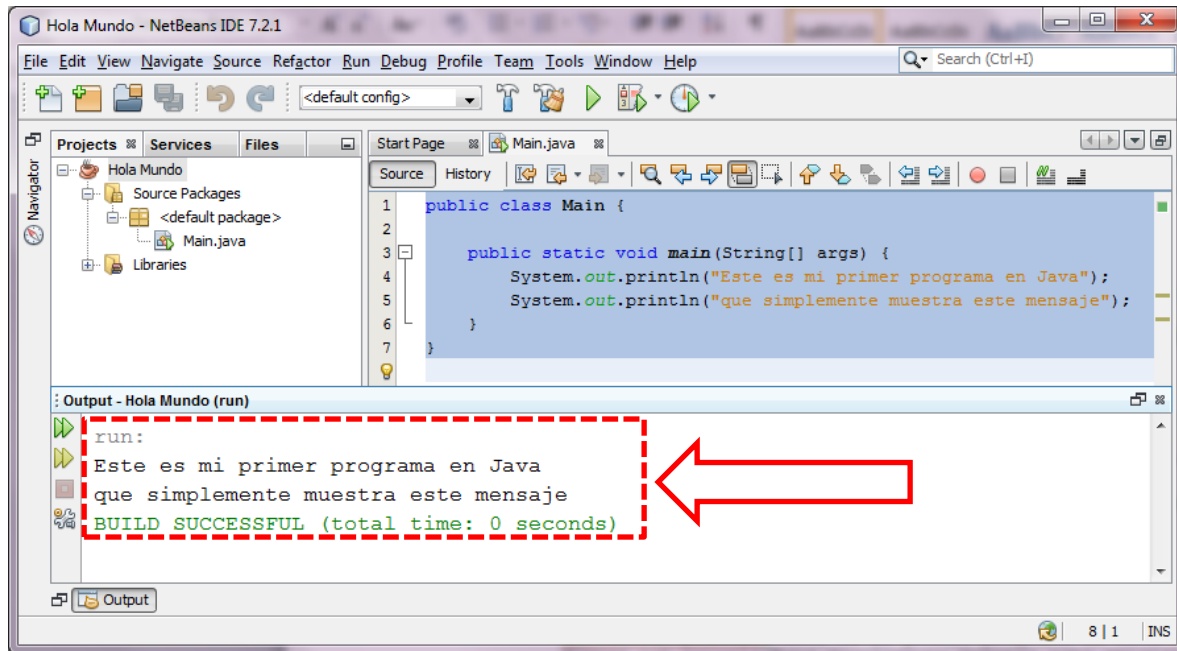 Hola Mundo - NetBeans IDE 7.2.1
File Edit View Navigate Source Refactor Run Debug Profile Team Tools Window Help
Search (Ctrl+I)
<default config>
Projects Services Files
Start Page Main.java
Navigator
Hola Mundo
Source Packages
<default package>
Main.java
Libraries
Source History
1 public class Main {
2
3 public static void main(String[] args) {
4 System.out.println("Este es mi primer programa en Java");
5 System.out.println("que simplemente muestra este mensaje");
6 }
7 }
Output - Hola Mundo (run)
run:
Este es mi primer programa en Java
que simplemente muestra este mensaje
BUILD SUCCESSFUL (total time: 0 seconds)
Output
8 | 1 INS